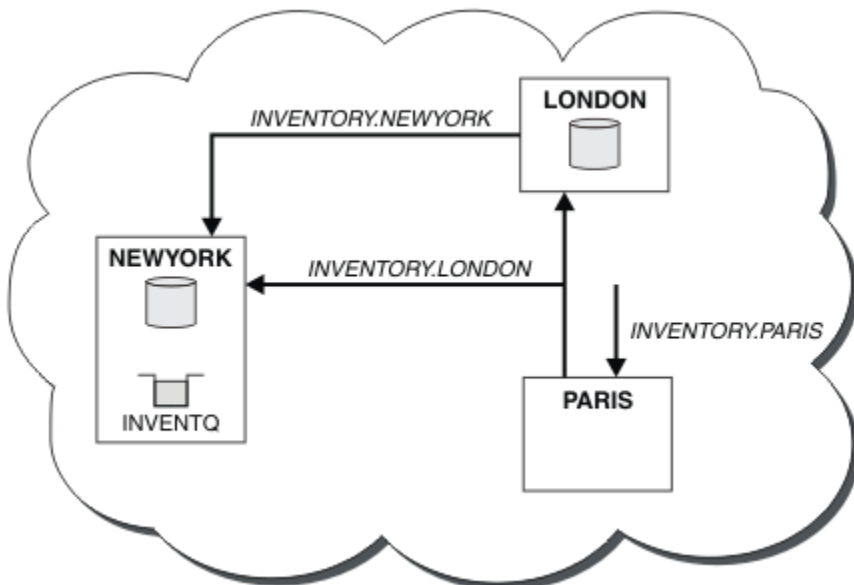 LONDON
INVENTORY.NEWYORK
NEWYORK
INVENTORY.LONDON
INVENTORY.PARIS
PARIS
INVENTQ